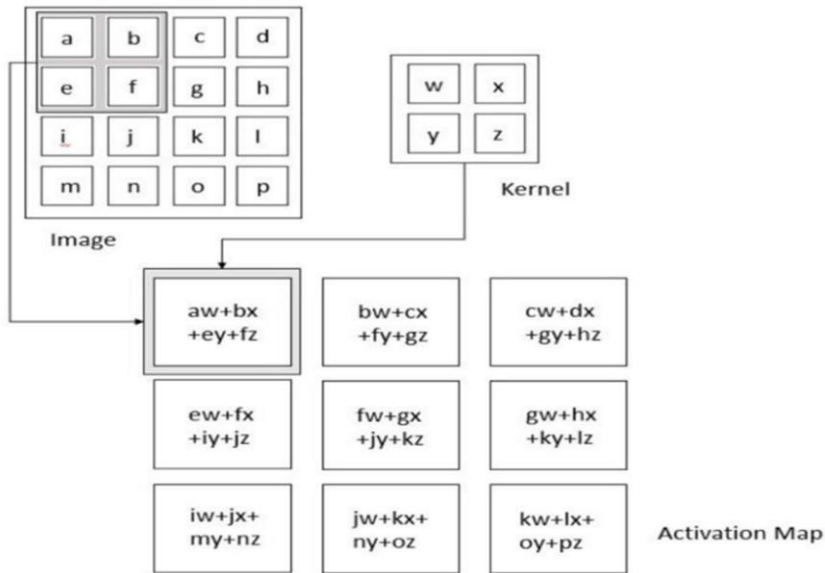 a b c d
e f g h
i j k l
m n o p
Image
w x
y z
Kernel
aw+bx
+ey+fz
bw+cx
+fy+gz
cw+dx
+gy+hz
ew+fx
+iy+jz
fw+gx
+jy+kz
gw+hx
+ky+lz
iw+jx+
my+nz
jw+kx+
ny+oz
kw+lx+
oy+pz
Activation Map